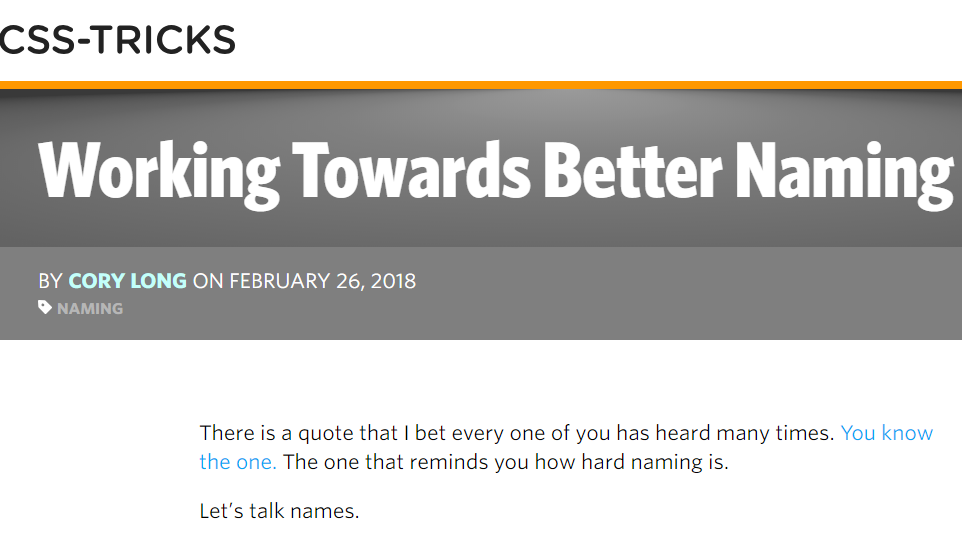 CSS-TRICKS
Working Towards Better Naming
BY CORY LONG ON FEBRUARY 26, 2018
NAMING
There is a quote that I bet every one of you has heard many times. You know
the one. The one that reminds you how hard naming is.
Let’s talk names.